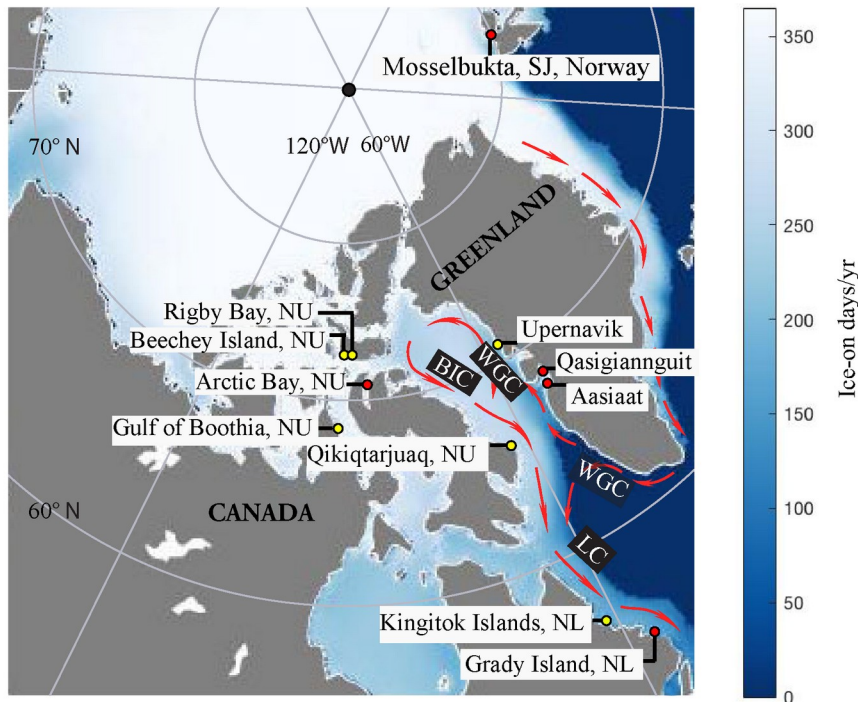 Mosselbukta, SJ, Norway
70° N
120°W
60°W
GREENLAND
Rigby Bay, NU
Beechey Island, NU
Arctic Bay, NU
Gulf of Boothia, NU
Qikiqtarjuaq, NU
Upernavik
Qasigiannguit
Aasiaat
BIC
WGC
WGC
60° N
CANADA
LC
Kingitok Islands, NL
Grady Island, NL
350
300
250
200
150
100
50
0
Ice-on days/yr